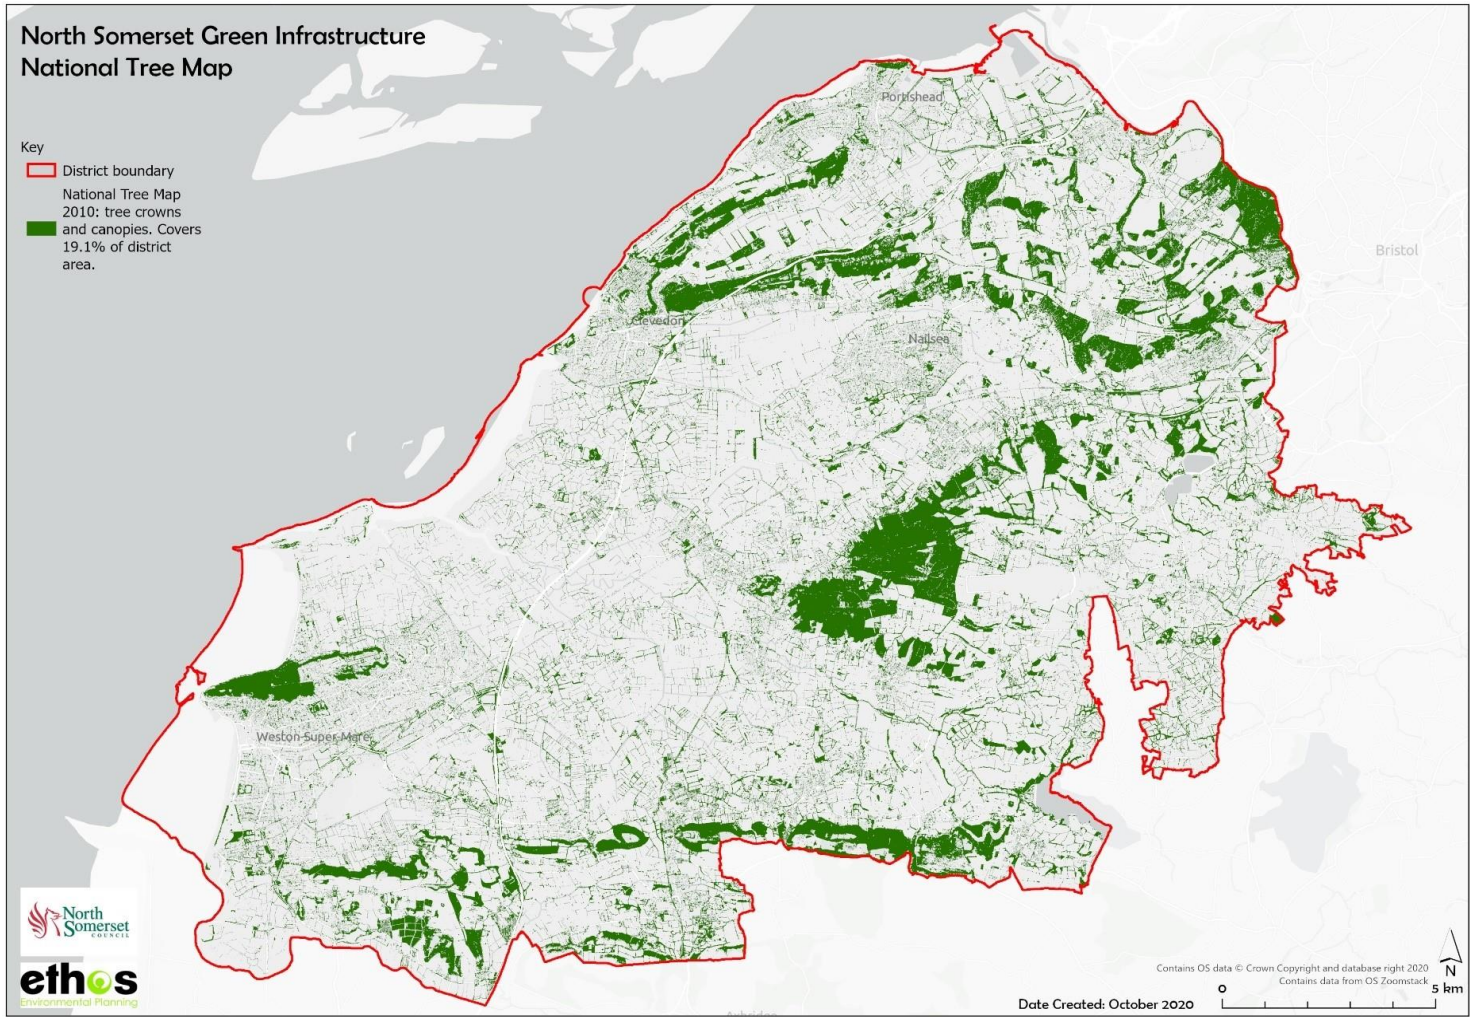 North Somerset Green Infrastructure
National Tree Map
Key
District boundary
National Tree Map
2010: tree crowns
and canopies. Covers
19.1% of district
area.
Portishead
Bristol
Clevedon
Nailsea
Weston-Super-Mare
North
Somerset
COUNCIL
ethos
Environmental Planning
Contains OS data © Crown Copyright and database right 2020
Contains data from OS Zoomstack
N
0
5 km
Date Created: October 2020